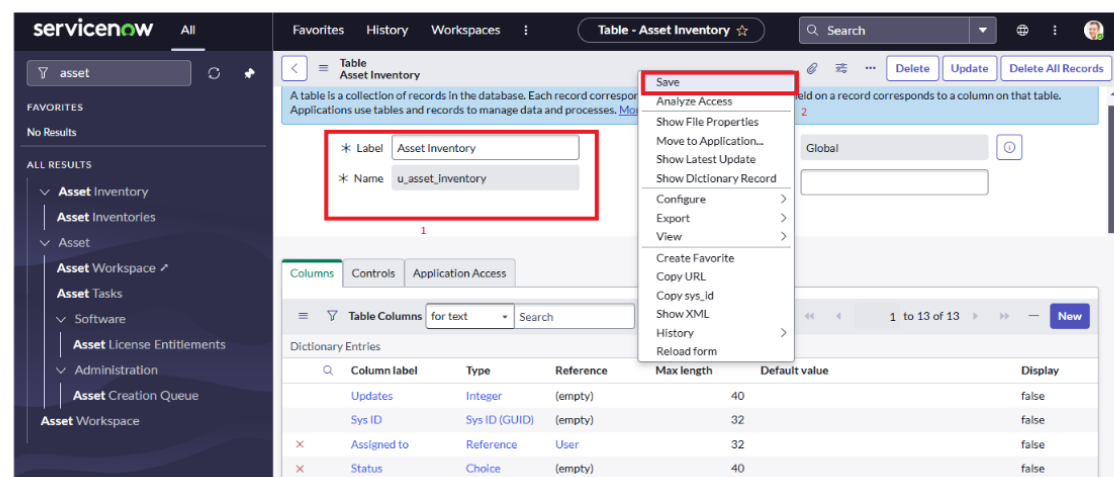 servicenow All Favorites History Workspaces Table - Asset Inventory Search
asset
FAVORITES
No Results
ALL RESULTS
Asset Inventory
Asset Inventories
Asset
Asset Workspace
Asset Tasks
Software
Asset License Entitlements
Administration
Asset Creation Queue
Asset Workspace
Table
Asset Inventory
Delete Update Delete All Records
A table is a collection of records in the database. Each record correspon
eld on a record corresponds to a column on that table.
Applications use tables and records to manage data and processes. Mo
2
Label Asset Inventory
Name u_asset_inventory
1
Global
Save
Analyze Access
Show File Properties
Move to Application...
Show Latest Update
Show Dictionary Record
Configure
Export
View
Create Favorite
Copy URL
Copy sys_id
Show XML
History
Reload form
Columns Controls Application Access
Table Columns for text Search 1 to 13 of 13 New
Dictionary Entries
Column label Type Reference Max length Default value Display
Updates Integer (empty) 40 false
Sys ID Sys ID (GUID) (empty) 32 false
Assigned to Reference User 32 false
Status Choice (empty) 40 false